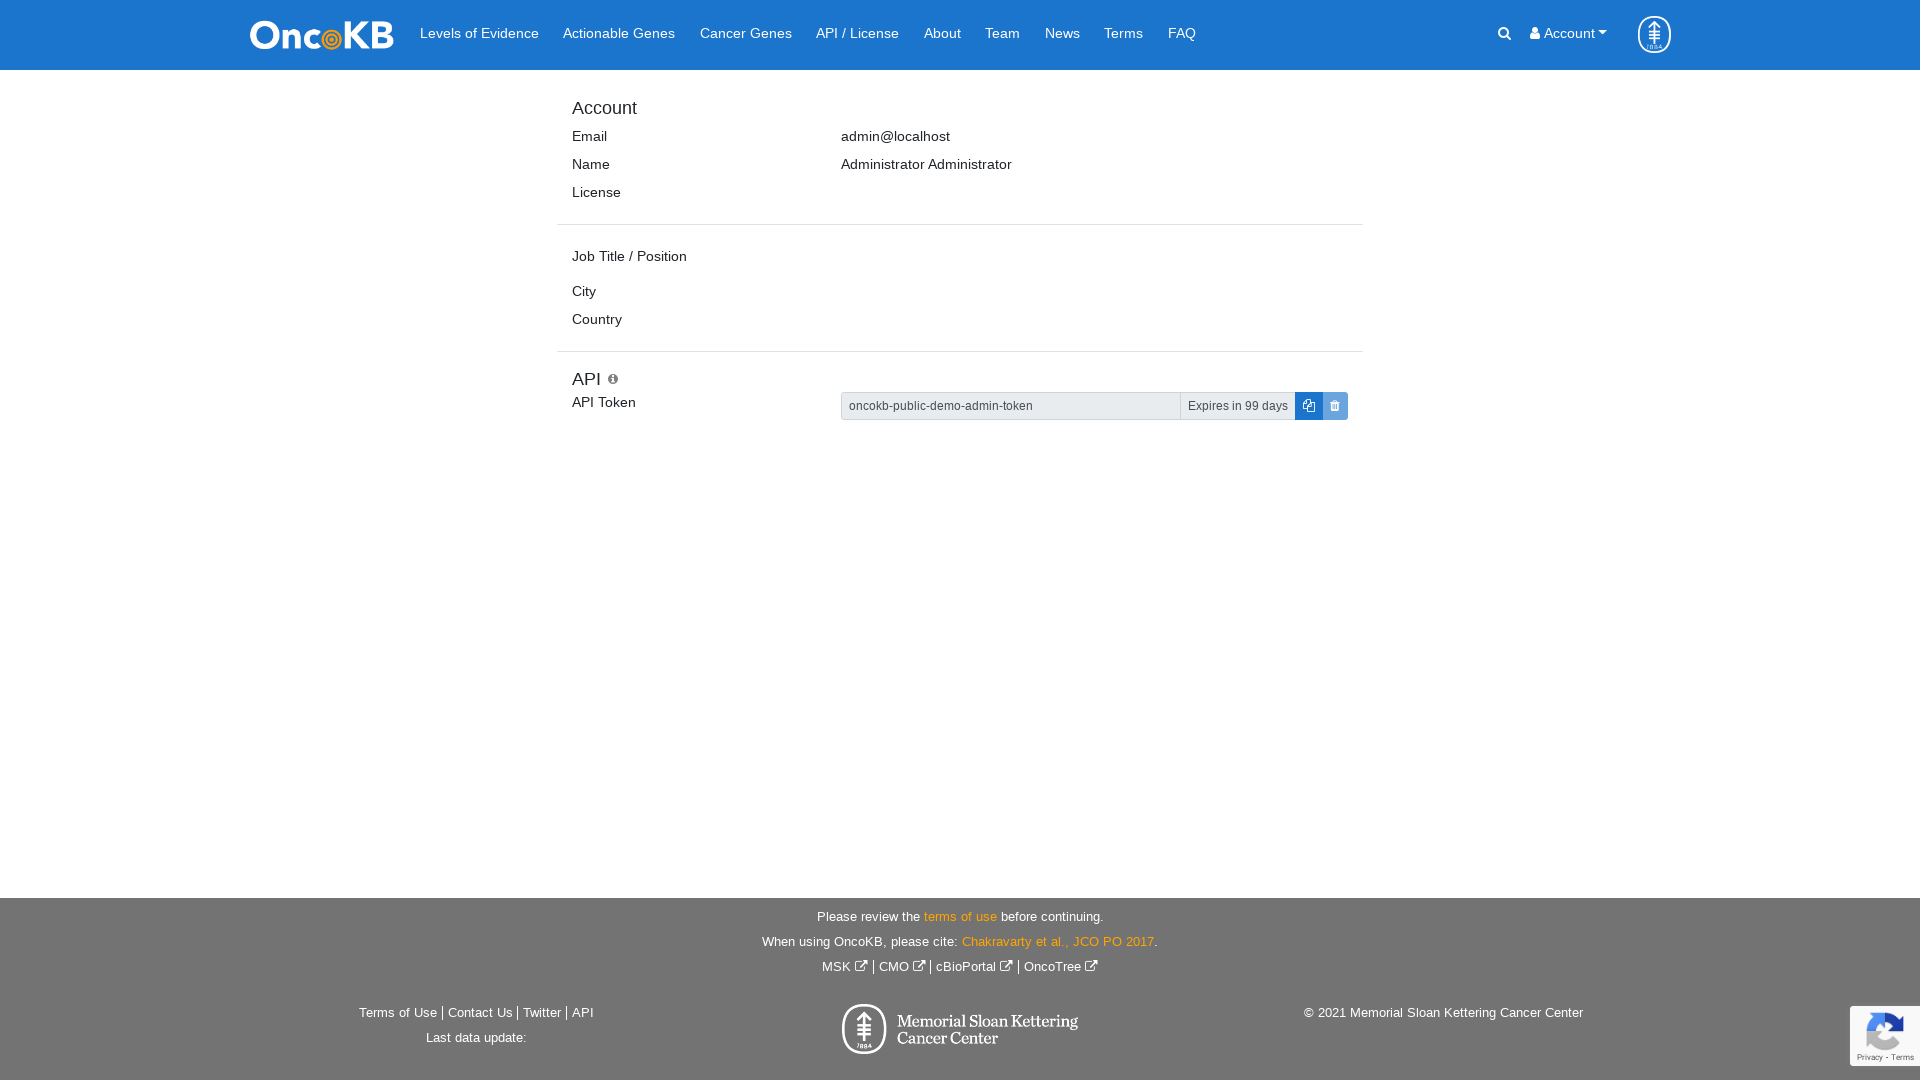 OncoKB Levels of Evidence Actionable Genes Cancer Genes API / License About Team News Terms FAQ Account
Account
Email admin@localhost
Name Administrator Administrator
License
Job Title / Position
City
Country
API
API Token oncokb-public-demo-admin-token Expires in 99 days
Please review the terms of use before continuing.
When using OncoKB, please cite: Chakravarty et al., JCO PO 2017.
MSK | CMO | cBioPortal | OncoTree
Terms of Use | Contact Us | Twitter | API
Last data update:
1884
Memorial Sloan Kettering
Cancer Center
© 2021 Memorial Sloan Kettering Cancer Center
Privacy - Terms